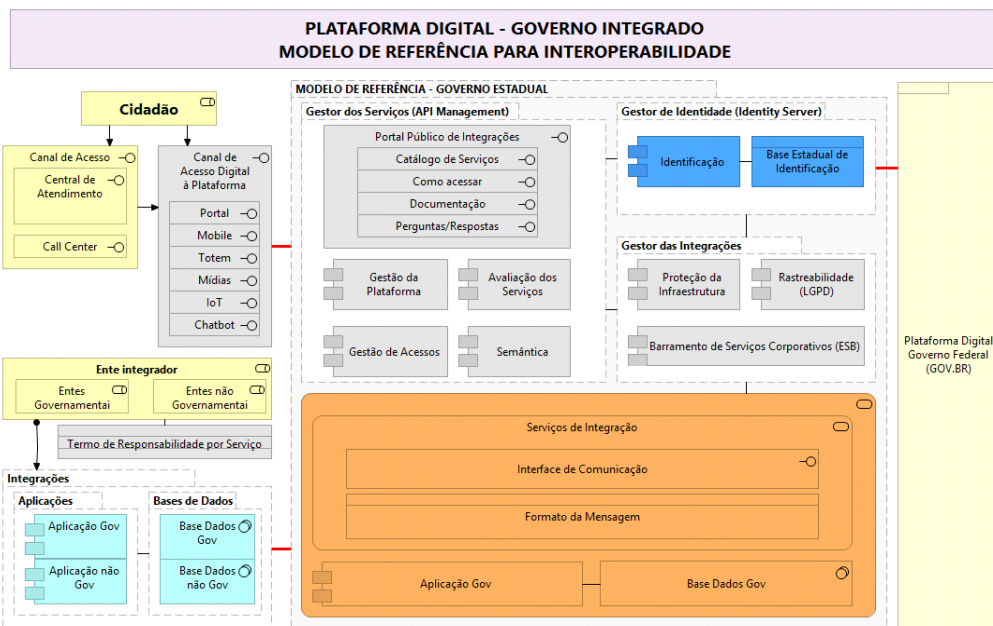 PLATAFORMA DIGITAL - GOVERNO INTEGRADO
MODELO DE REFERÊNCIA PARA INTEROPERABILIDADE
Cidadão
Canal de Acesso
Central de
Atendimento
Call Center
Canal de
Acesso Digital
à Plataforma
Portal
Mobile
Totem
Mídias
IoT
Chatbot
Ente integrador
Entes
Governamentai
Entes não
Governamentai
Termo de Responsabilidade por Serviço
Integrações
Aplicações
Aplicação Gov
Aplicação não
Gov
Bases de Dados
Base Dados
Gov
Base Dados
não Gov
MODELO DE REFERÊNCIA - GOVERNO ESTADUAL
Gestor dos Serviços (API Management)
Portal Público de Integrações
Catálogo de Serviços
Como acessar
Documentação
Perguntas/Respostas
Gestão da
Plataforma
Avaliação dos
Serviços
Gestão de Acessos
Semântica
Gestor de Identidade (Identity Server)
Identificação
Base Estadual de
Identificação
Gestor das Integrações
Proteção da
Infraestrutura
Rastreabilidade
(LGPD)
Barramento de Serviços Corporativos (ESB)
Serviços de Integração
Interface de Comunicação
Formato da Mensagem
Aplicação Gov
Base Dados Gov
Plataforma Digital
Governo Federal
(GOV.BR)